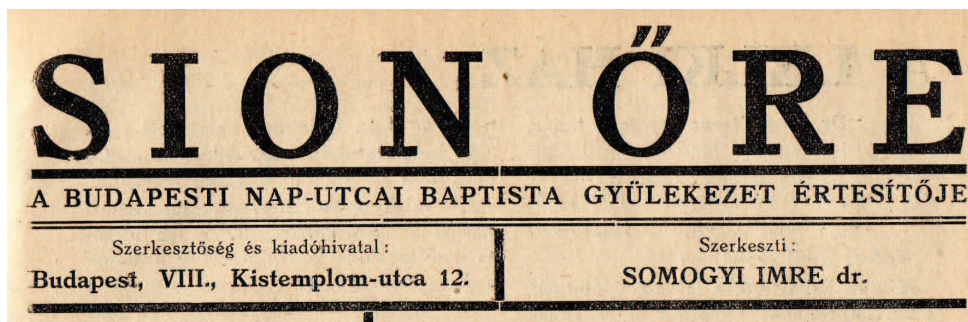 SION ŐRE
A BUDAPESTI NAP-UTCAI BAPTISTA GYÜLEKEZET ÉRTESÍTŐJE
Szerkesztőség és kiadóhivatal:
Budapest, VIII., Kistemplom-utca 12.
Szerkeszti:
SOMOGYI IMRE dr.